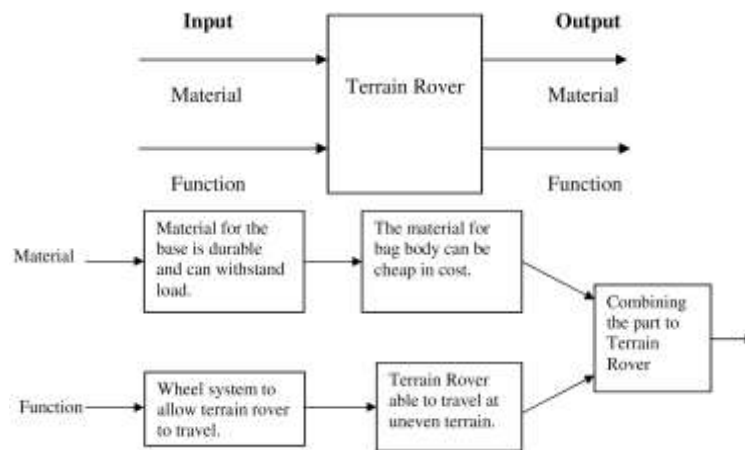 Input
Output
Terrain Rover
Material
Material
Function
Function
Material
Material for the
base is durable
and can withstand
load.
The material for
bag body can be
cheap in cost.
Combining
the part to
Terrain
Rover
Function
Wheel system to
allow terrain rover
to travel.
Terrain Rover
able to travel at
uneven terrain.